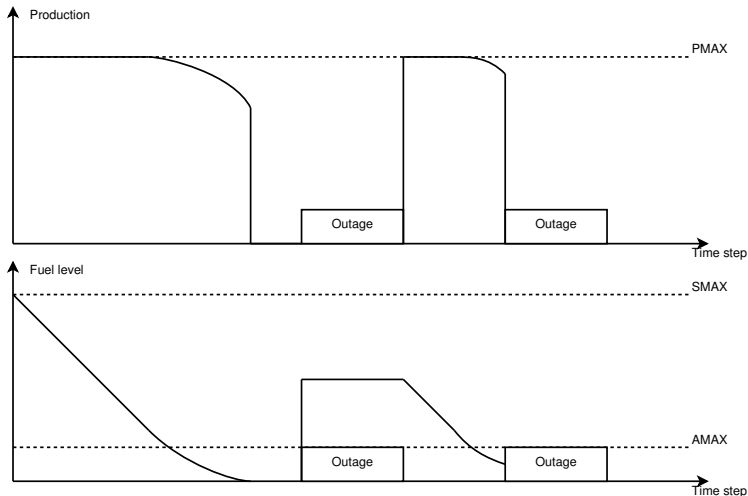 Production
PMAX
Outage
Outage
Time step
Fuel level
SMAX
AMAX
Outage
Outage
Time step